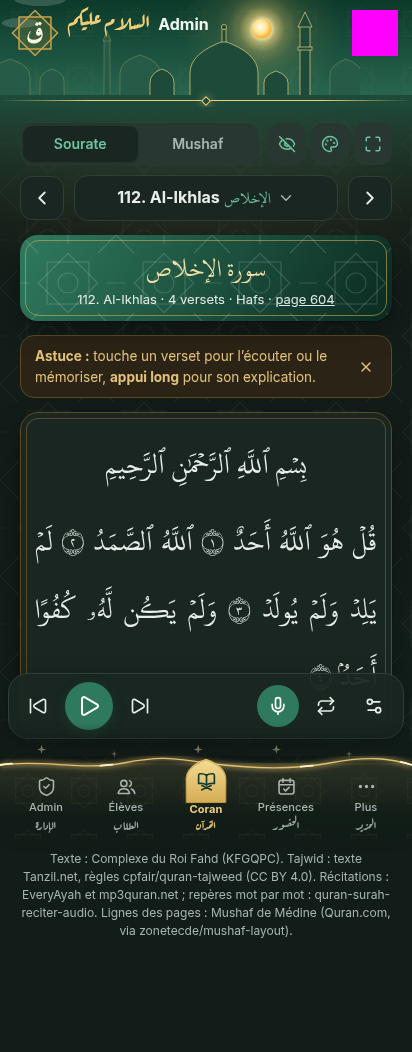 ق
السلام عليكم Admin
Sourate
Mushaf
112. Al-Ikhlas الإخلاص
سورة الإخلاص
112. Al-Ikhlas · 4 versets · Hafs · page 604
Astuce : touche un verset pour l’écouter ou le
mémoriser, appui long pour son explication.
بِسْمِ ٱللَّهِ ٱلرَّحْمَٰنِ ٱلرَّحِيمِ
قُلْ هُوَ ٱللَّهُ أَحَدٌ ١ ٱللَّهُ ٱلصَّمَدُ ٢ لَمْ
يَلِدْ وَلَمْ يُولَدْ ٣ وَلَمْ يَكُن لَّهُۥ كُفُوًا
أَحَدٌۢ ٤
Admin
Élèves
Coran
Présences
Plus
الإدارة
الطلاب
القرآن
الحضور
المزيد
Texte : Complexe du Roi Fahd (KFGQPC). Tajwid : texte
Tanzil.net, règles cpfair/quran-tajweed (CC BY 4.0). Récitations :
EveryAyah et mp3quran.net ; repères mot par mot : quran-surah-
reciter-audio. Lignes des pages : Mushaf de Médine (Quran.com,
via zonetecde/mushaf-layout).